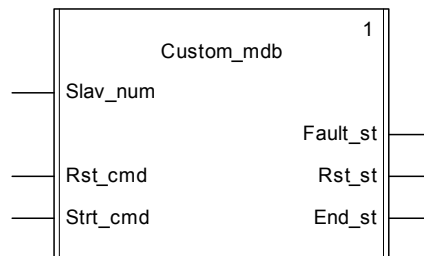 1
Custom_mdb
Slav_num
Fault_st
Rst_cmd Rst_st
Strt_cmd End_st